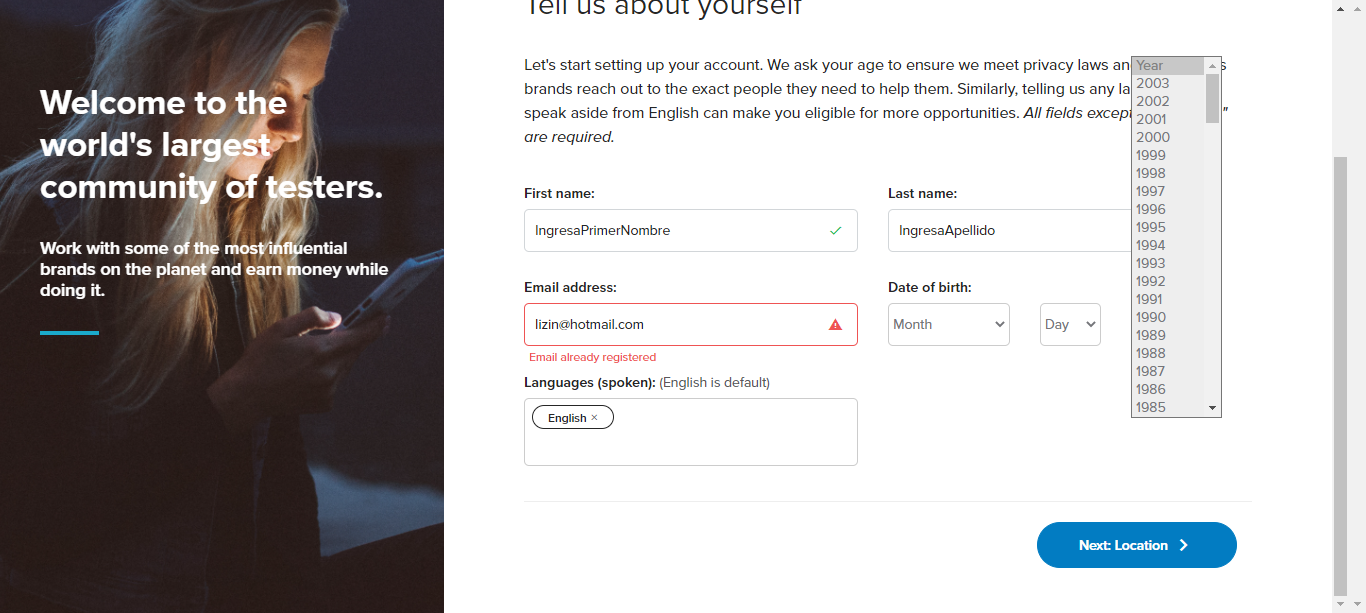 Welcome to the
world's largest
community of testers.
Work with some of the most influential
brands on the planet and earn money while
doing it.
Tell us about yourself
Let's start setting up your account. We ask your age to ensure we meet privacy laws an
brands reach out to the exact people they need to help them. Similarly, telling us any la
speak aside from English can make you eligible for more opportunities. All fields except "
are required.
First name:
Last name:
IngresaPrimerNombre
IngresaApellido
Email address:
Date of birth:
lizin@hotmail.com
Month
Day
Email already registered
Languages (spoken): (English is default)
English ×
Year
2003
2002
2001
2000
1999
1998
1997
1996
1995
1994
1993
1992
1991
1990
1989
1988
1987
1986
1985
Next: Location